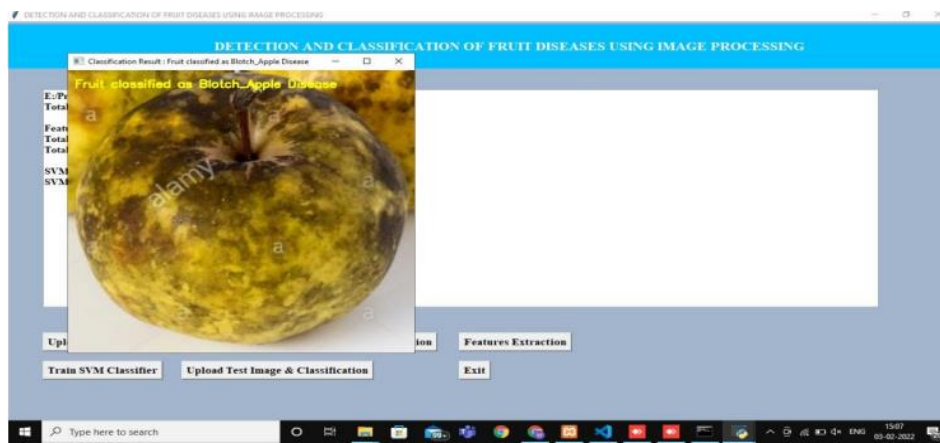 DETECTION AND CLASSIFICATION OF FRUIT DISEASES USING IMAGE PROCESSING
DETECTION AND CLASSIFICATION OF FRUIT DISEASES USING IMAGE PROCESSING
Classification Result : Fruit classified as Blotch_Apple Disease
Fruit classified as Blotch_Apple Disease
E:/Pr
Total
Featu
Total
Total
SVM
SVM
a
alamy
a
a
a
a
Upl
ion
Features Extraction
Train SVM Classifier
Upload Test Image & Classification
Exit
Type here to search
99+
ENG
15:07
03-02-2022